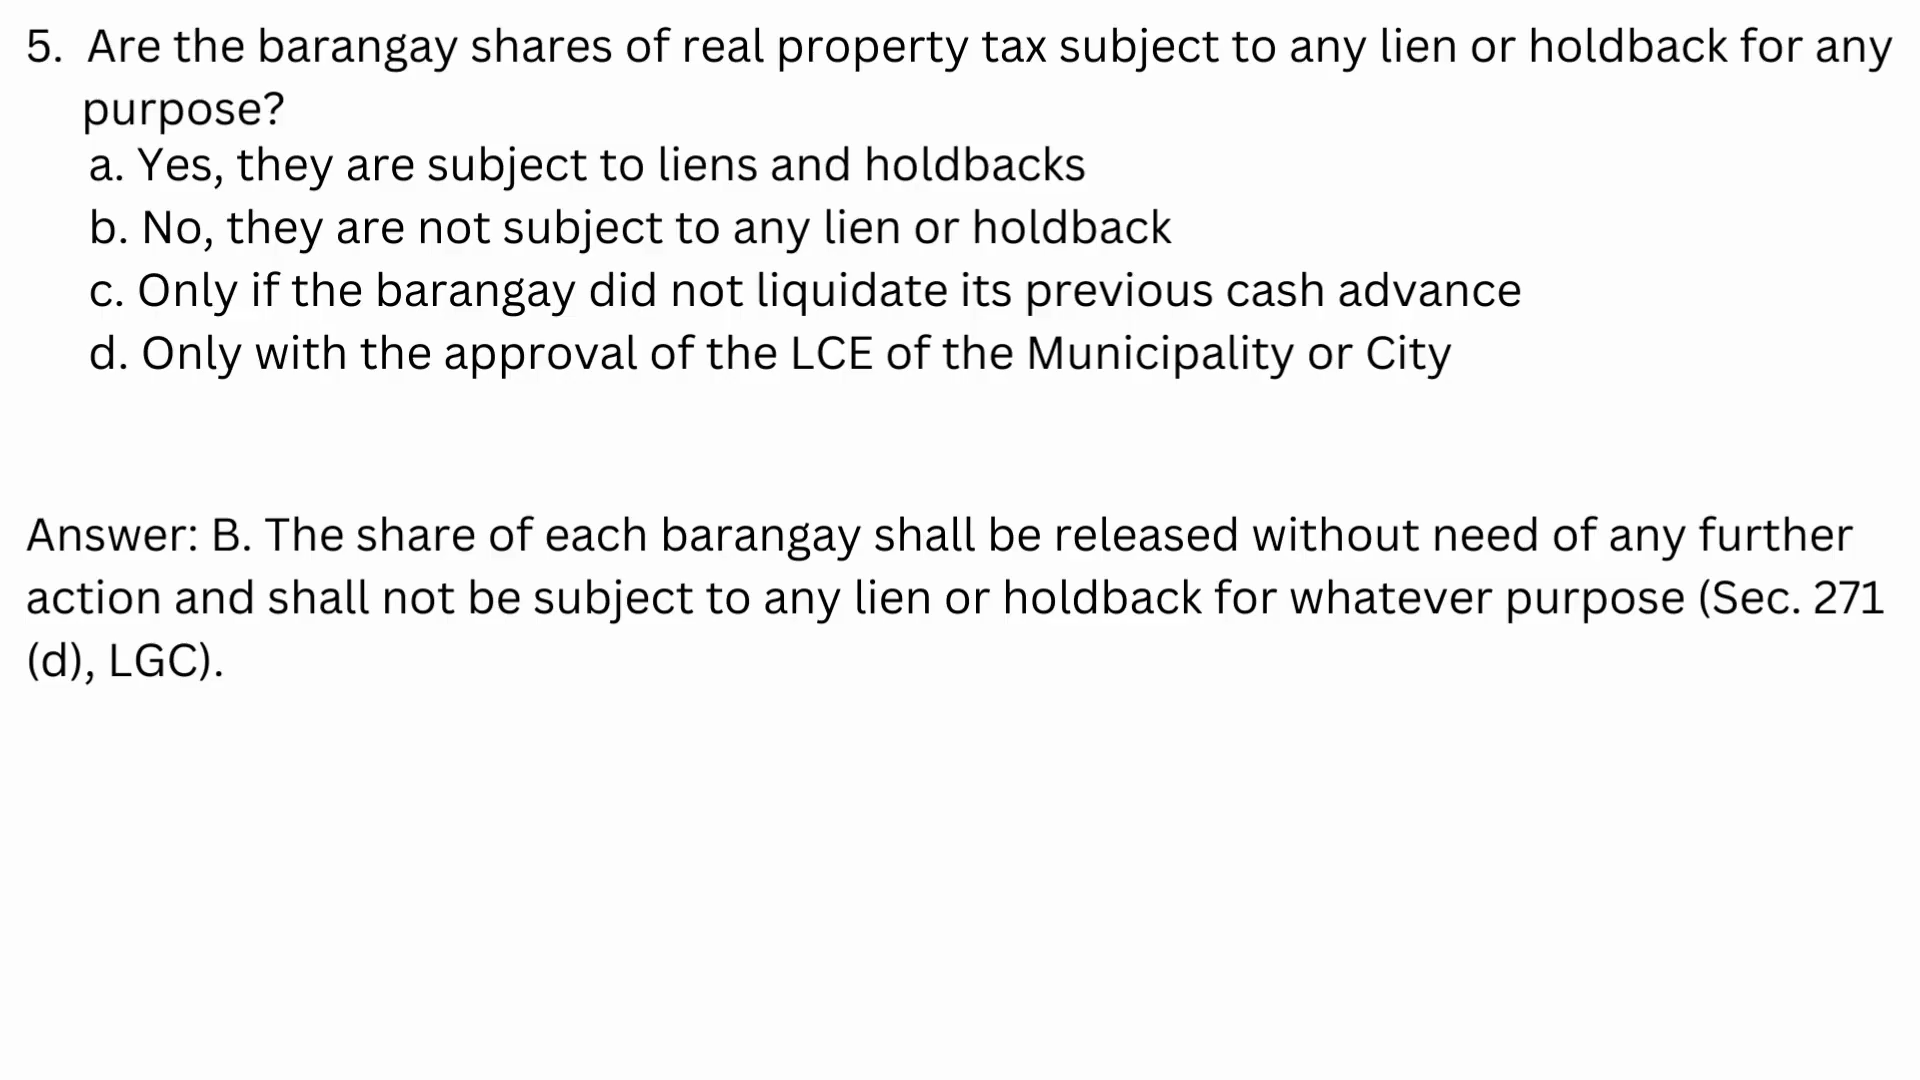 5. Are the barangay shares of real property tax subject to any lien or holdback for any
purpose?
a. Yes, they are subject to liens and holdbacks
b. No, they are not subject to any lien or holdback
c. Only if the barangay did not liquidate its previous cash advance
d. Only with the approval of the LCE of the Municipality or City
Answer: B. The share of each barangay shall be released without need of any further
action and shall not be subject to any lien or holdback for whatever purpose (Sec. 271
(d), LGC).